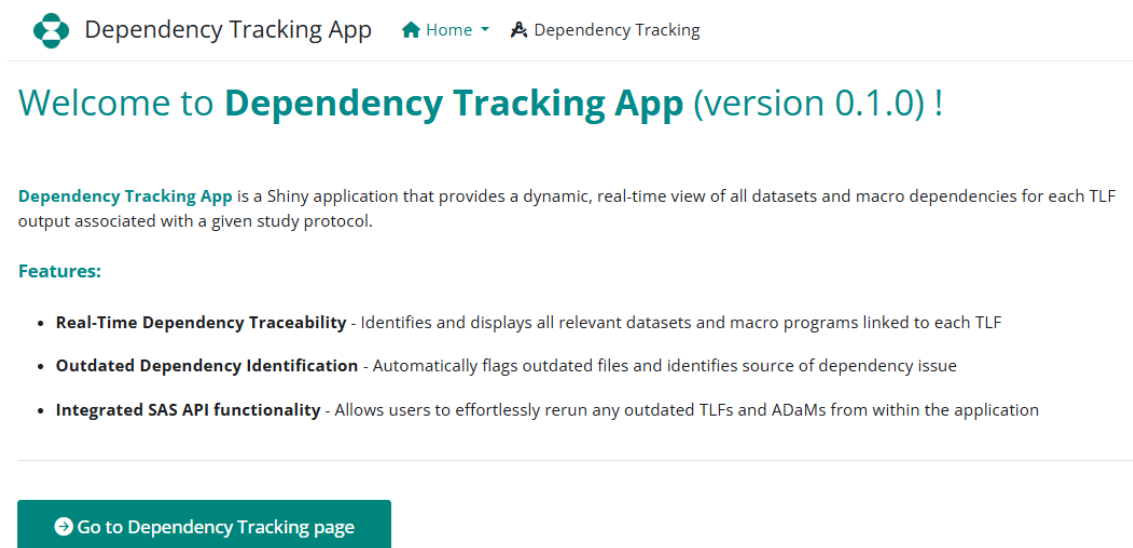 Dependency Tracking App Home Dependency Tracking
Welcome to Dependency Tracking App (version 0.1.0) !
Dependency Tracking App is a Shiny application that provides a dynamic, real-time view of all datasets and macro dependencies for each TLF
output associated with a given study protocol.
Features:
• Real-Time Dependency Traceability - Identifies and displays all relevant datasets and macro programs linked to each TLF
• Outdated Dependency Identification - Automatically flags outdated files and identifies source of dependency issue
• Integrated SAS API functionality - Allows users to effortlessly rerun any outdated TLFs and ADaMs from within the application
Go to Dependency Tracking page